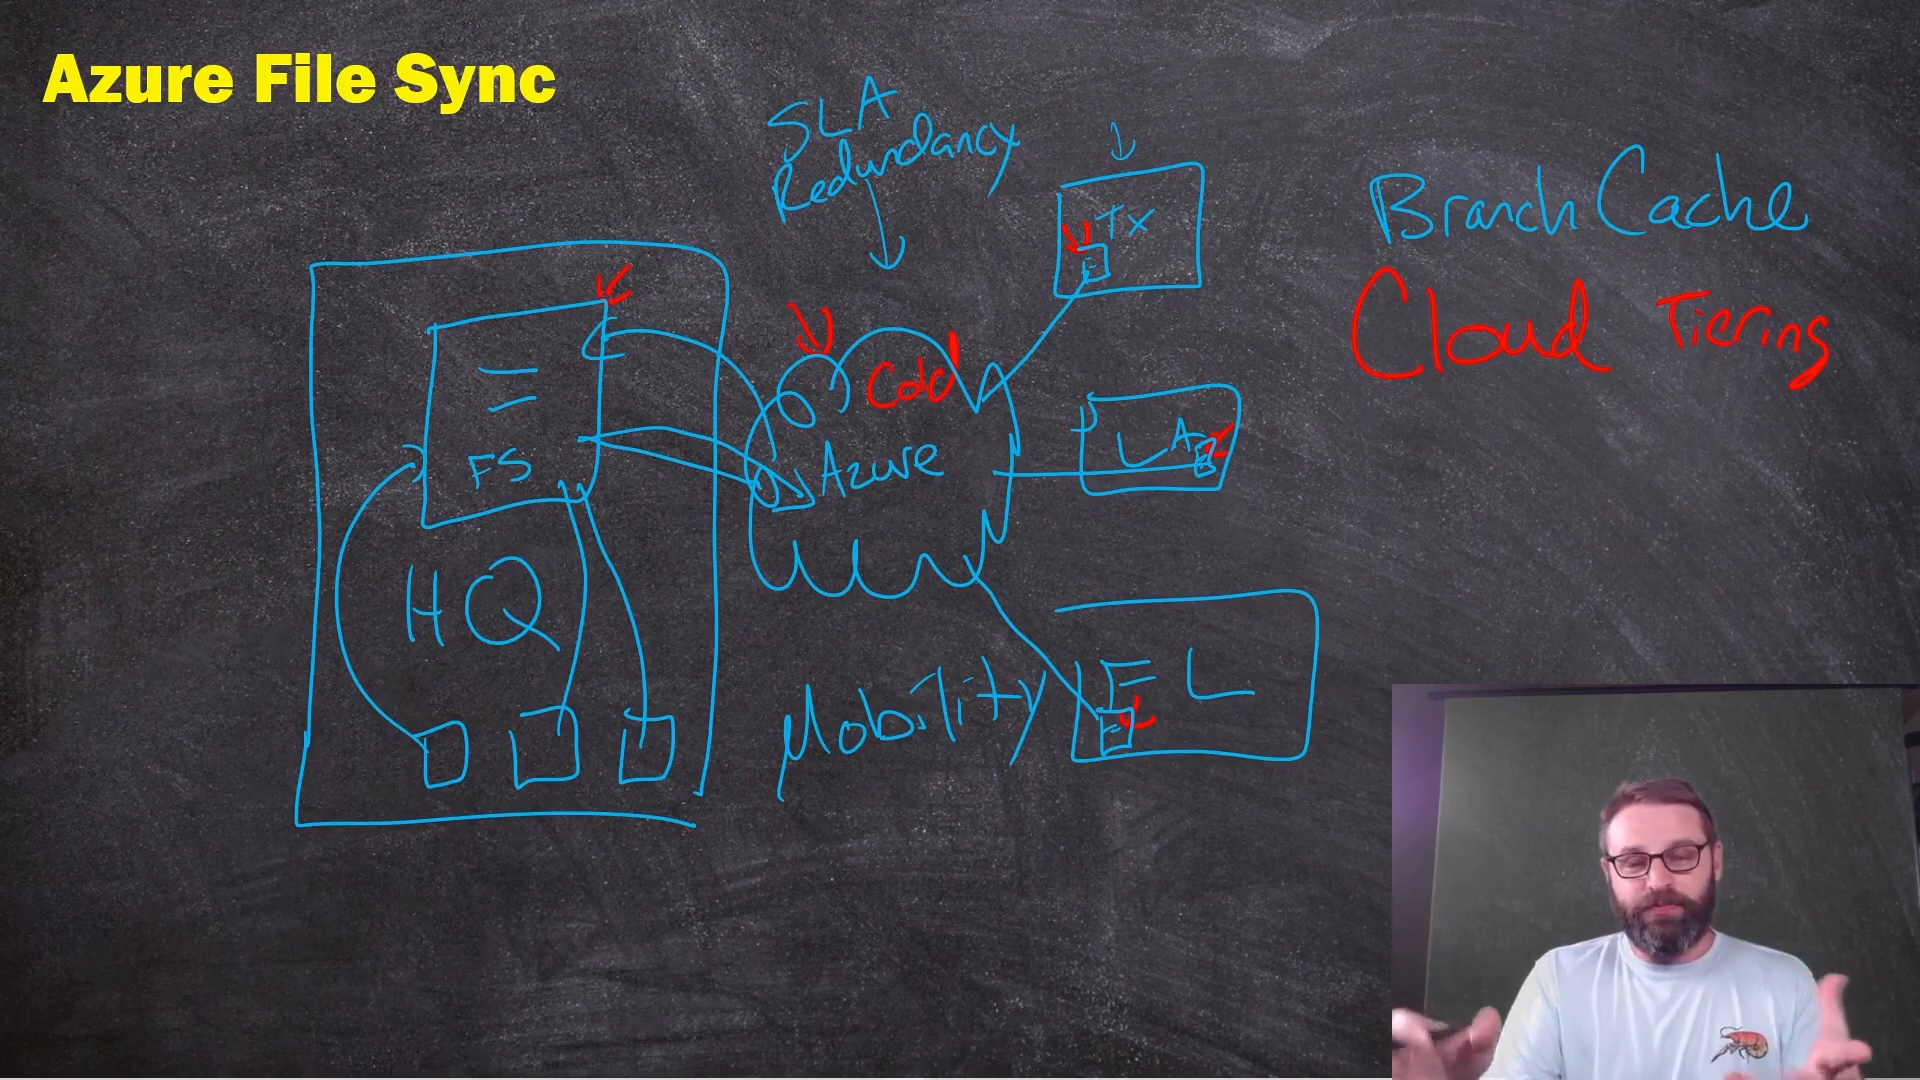 Azure File Sync
SLA
Redundancy
TX
Branch Cache
Cloud Tiering
Cold
Azure
LA
FS
HQ
Mobility
FL